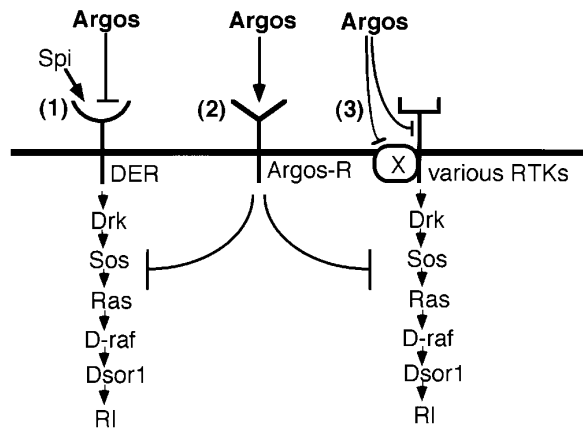 Argos Argos Argos
Spi
(1) (2) (3)
X
DER Argos-R various RTKs
Drk Drk
Sos Sos
Ras Ras
D-raf D-raf
Dsor1 Dsor1
Rl Rl